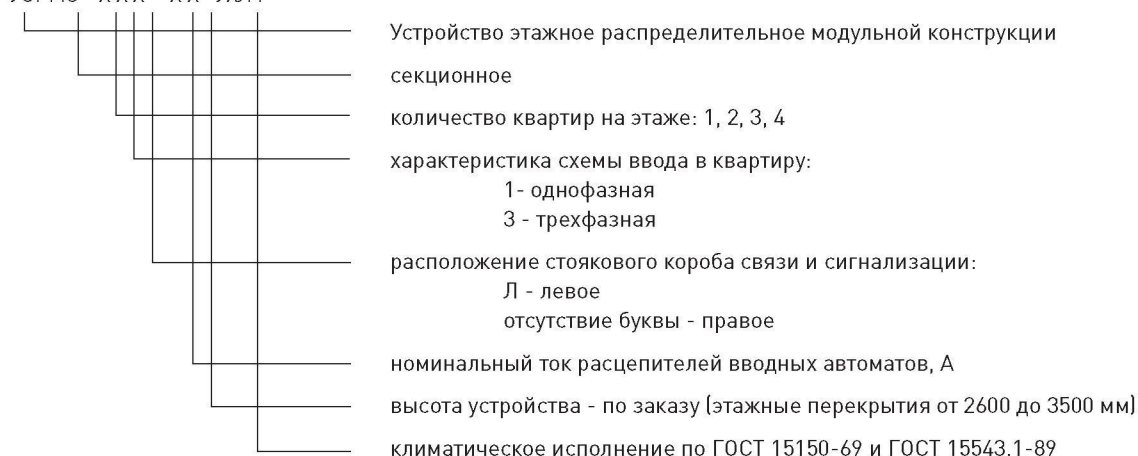 Устройство этажное распределительное модульной конструкции
секционное
количество квартир на этаже: 1, 2, 3, 4
характеристика схемы ввода в квартиру:
1- однофазная
3 - трехфазная
расположение стоякового короба связи и сигнализации:
Л - левое
отсутствие буквы - правое
номинальный ток расцепителей вводных автоматов, А
высота устройства - по заказу (этажные перекрытия от 2600 до 3500 мм)
климатическое исполнение по ГОСТ 15150-69 и ГОСТ 15543.1-89